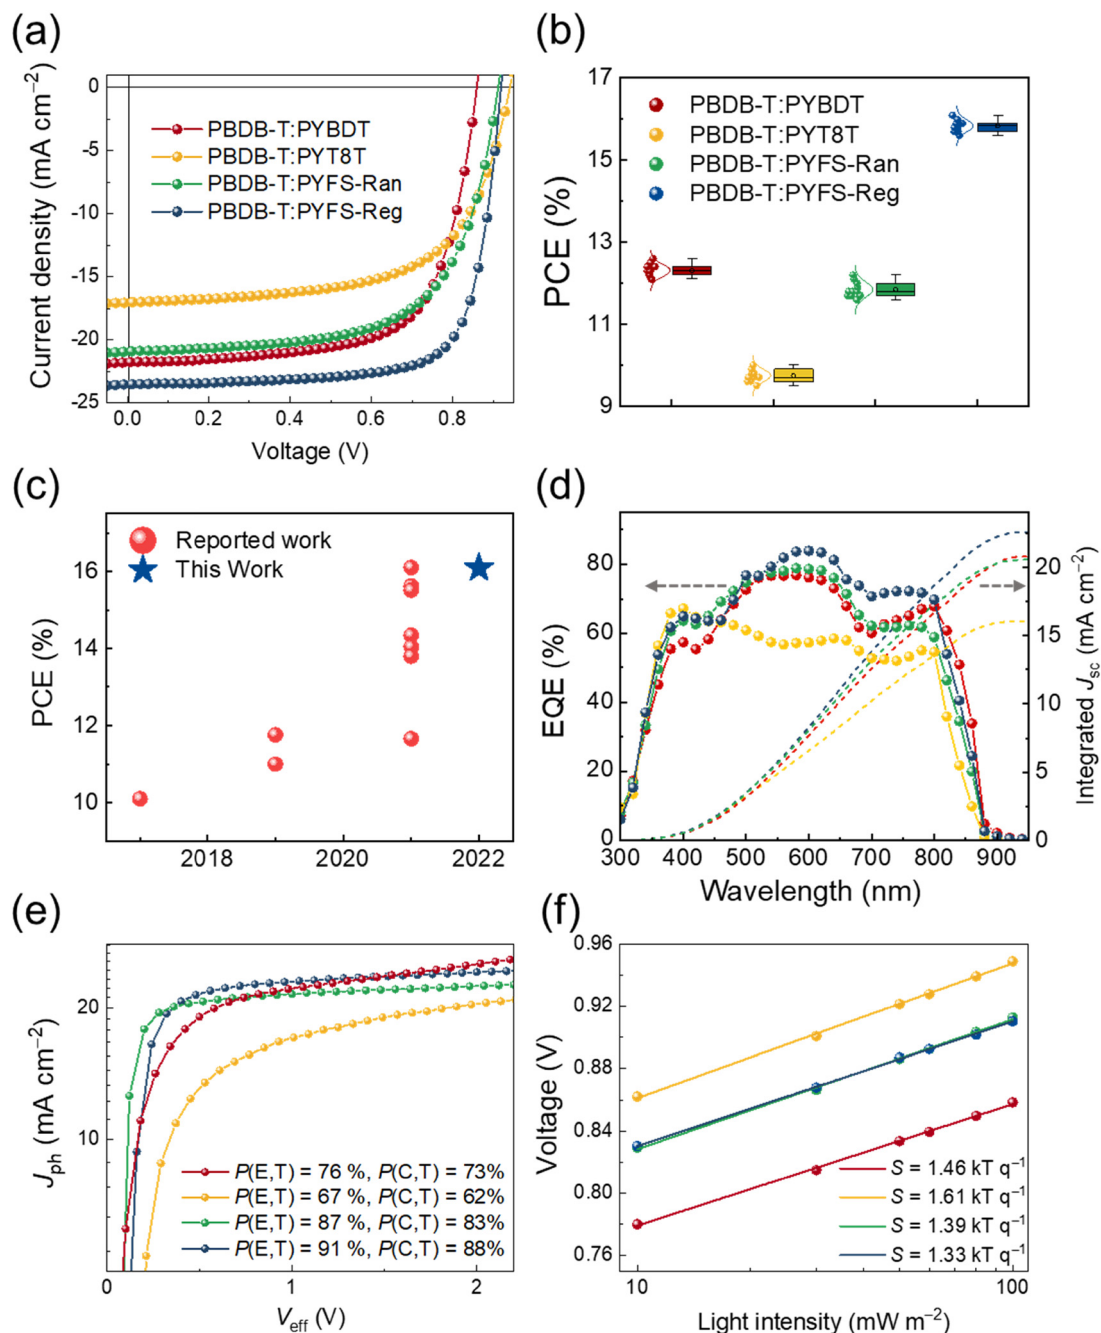 (a)
Current density (mA cm⁻²)
0
-5
-10
-15
-20
-25
PBDB-T:PYBDT
PBDB-T:PYT8T
PBDB-T:PYFS-Ran
PBDB-T:PYFS-Reg
0.0 0.2 0.4 0.6 0.8
Voltage (V)
(b)
PCE (%)
17
15
13
11
9
PBDB-T:PYBDT
PBDB-T:PYT8T
PBDB-T:PYFS-Ran
PBDB-T:PYFS-Reg
(c)
PCE (%)
16
14
12
10
Reported work
This Work
2018 2020 2022
(d)
EQE (%)
80
60
40
20
0
20
15
10
5
0
Integrated Jsc (mA cm⁻²)
300 400 500 600 700 800 900
Wavelength (nm)
(e)
Jph (mA cm⁻²)
20
10
P(E,T) = 76 %, P(C,T) = 73%
P(E,T) = 67 %, P(C,T) = 62%
P(E,T) = 87 %, P(C,T) = 83%
P(E,T) = 91 %, P(C,T) = 88%
0 1 2
Veff (V)
(f)
Voltage (V)
0.96
0.92
0.88
0.84
0.80
0.76
S = 1.46 kT q⁻¹
S = 1.61 kT q⁻¹
S = 1.39 kT q⁻¹
S = 1.33 kT q⁻¹
10 100
Light intensity (mW m⁻²)